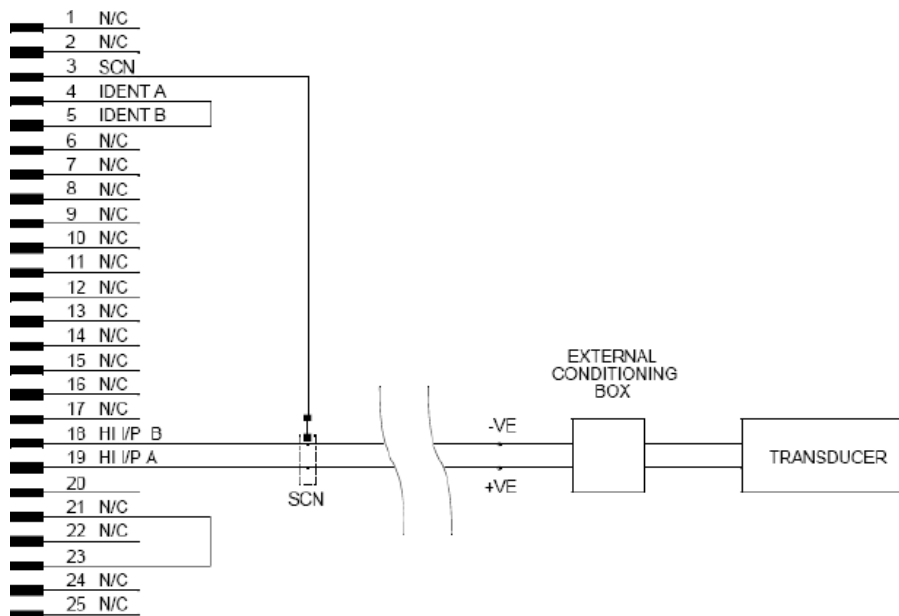 1 N/C
2 N/C
3 SCN
4 IDENT A
5 IDENT B
6 N/C
7 N/C
8 N/C
9 N/C
10 N/C
11 N/C
12 N/C
13 N/C
14 N/C
15 N/C
16 N/C
17 N/C
18 HI I/P B
19 HI I/P A
20
21 N/C
22 N/C
23
24 N/C
25 N/C
SCN
-VE
+VE
EXTERNAL
CONDITIONING
BOX
TRANSDUCER